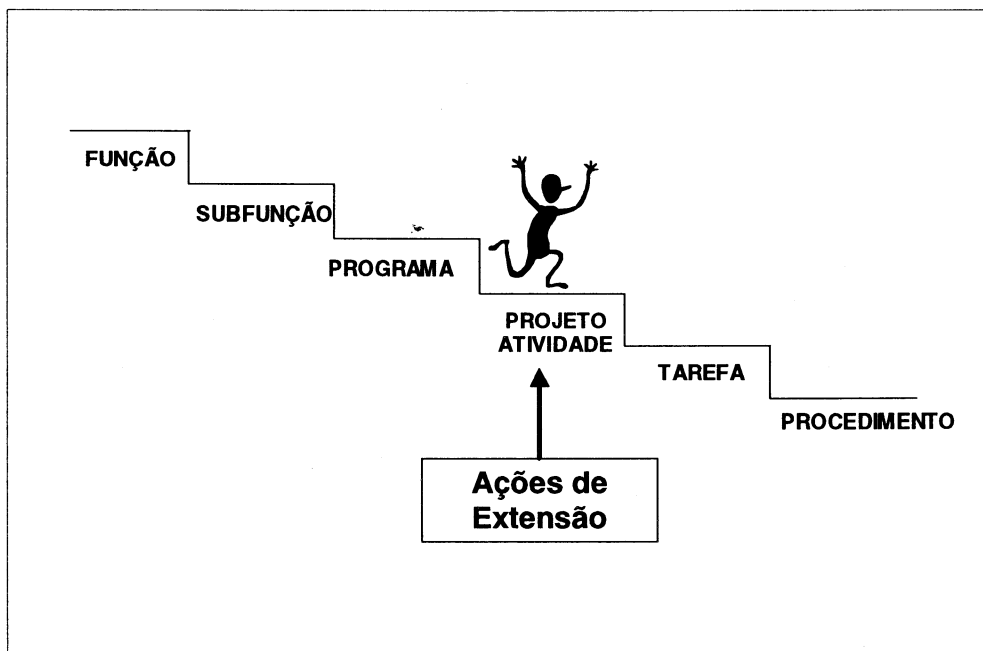 FUNÇÃO
SUBFUNÇÃO
PROGRAMA
PROJETO
ATIVIDADE
TAREFA
PROCEDIMENTO
Ações de
Extensão